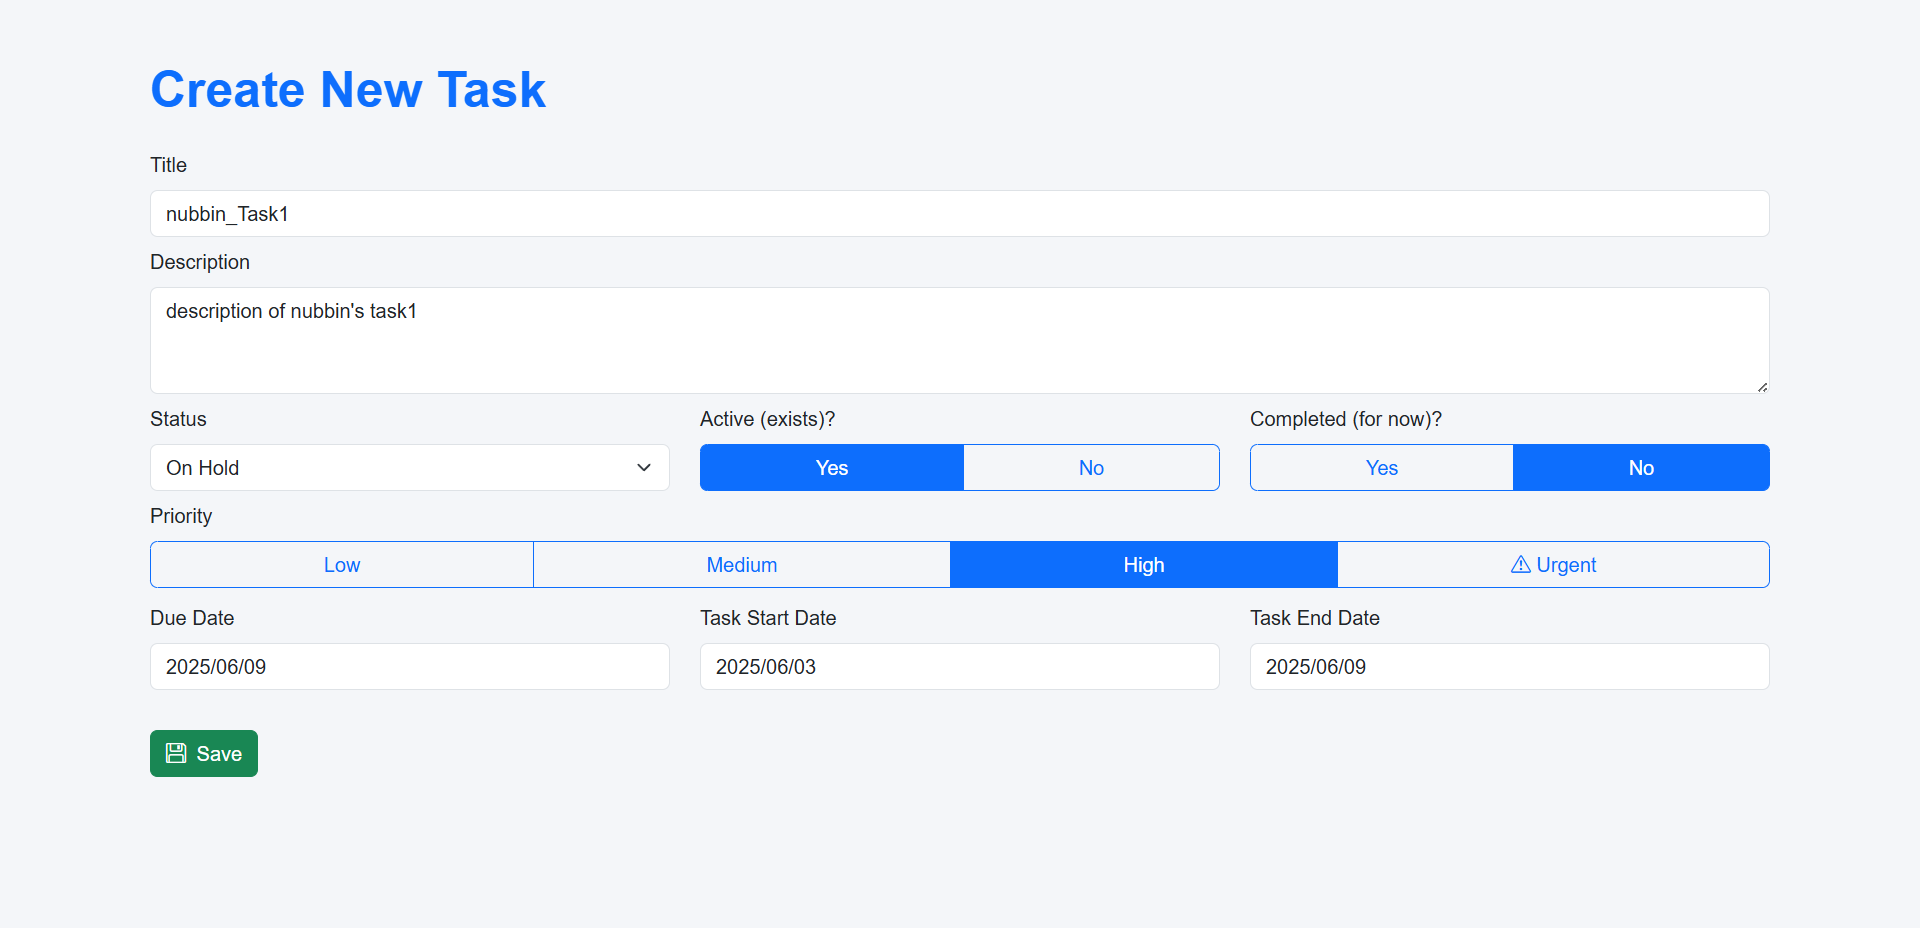 Create New Task
Title
nubbin_Task1
Description
description of nubbin's task1
Status Active (exists)? Completed (for now)?
On Hold Yes No Yes No
Priority
Low Medium High Urgent
Due Date Task Start Date Task End Date
2025/06/09 2025/06/03 2025/06/09
Save